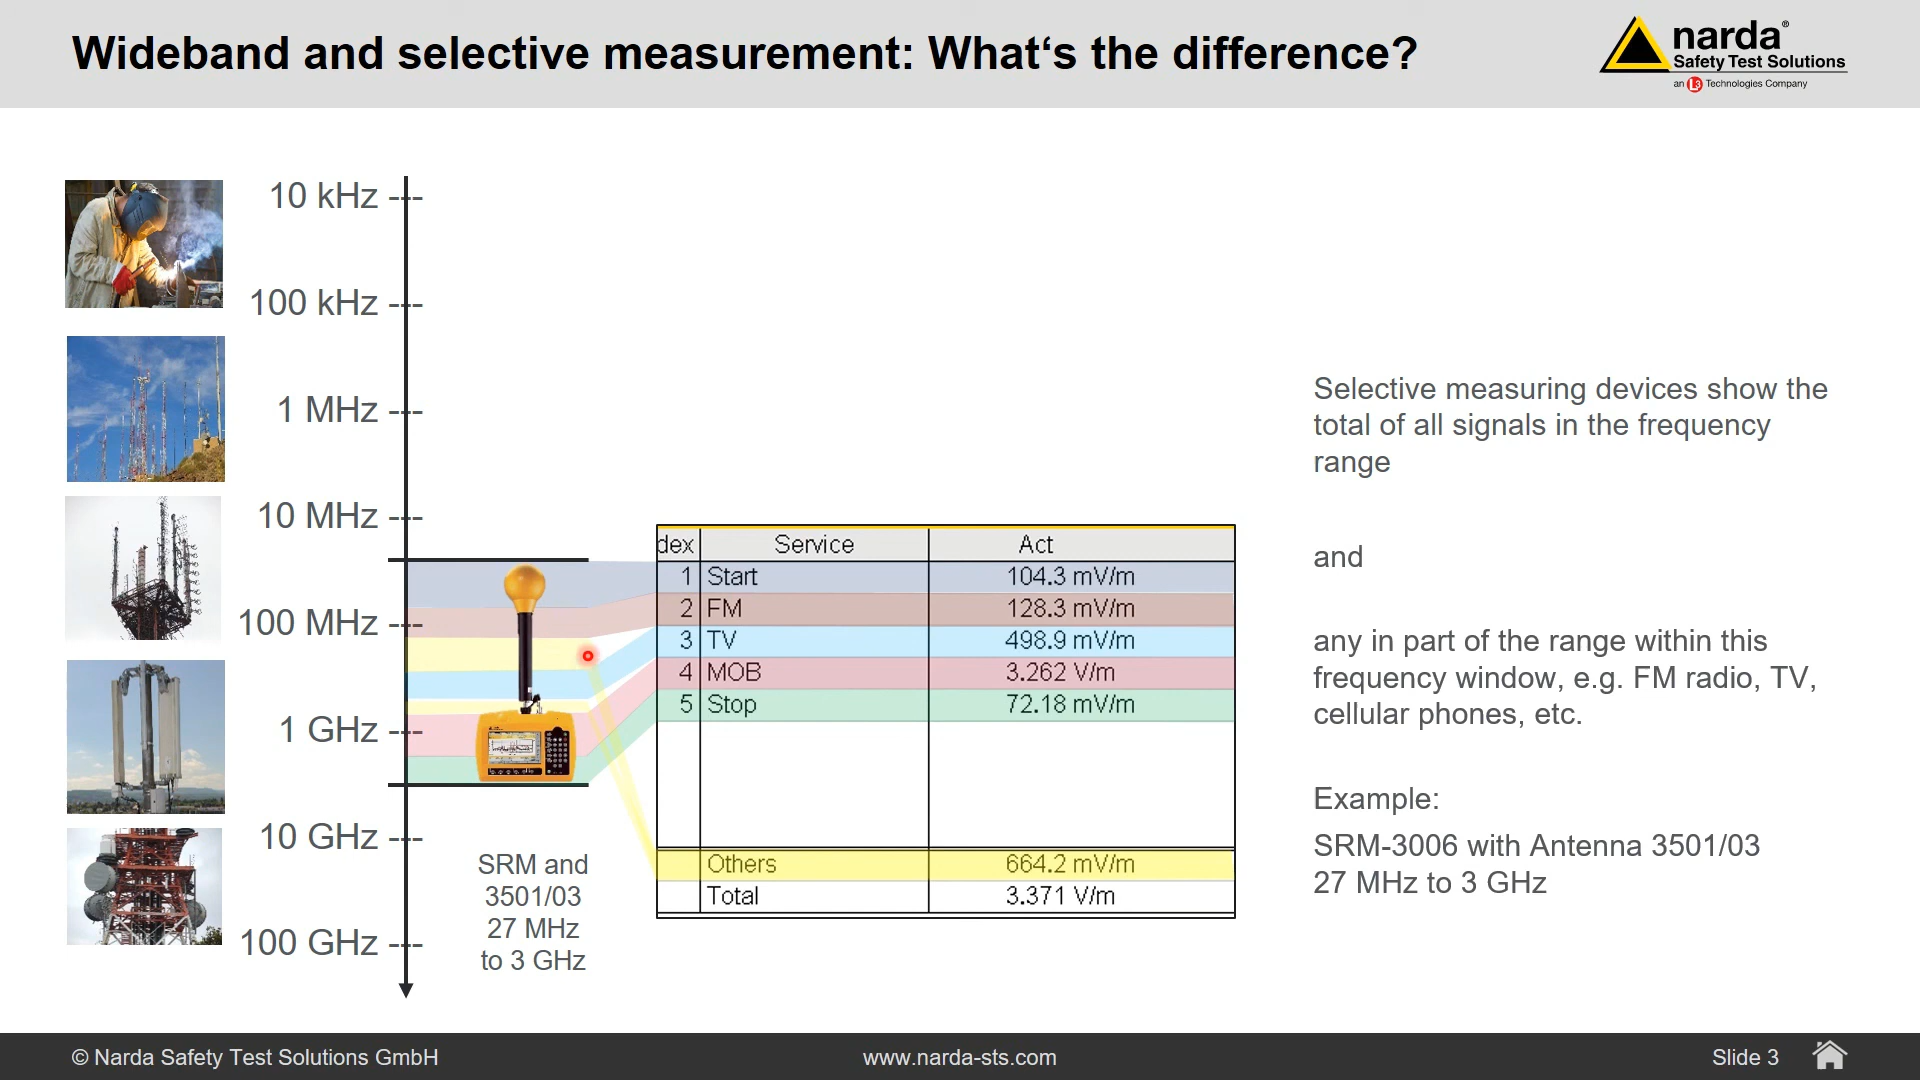 Wideband and selective measurement: What‘s the difference?
narda®
Safety Test Solutions
an L3 Technologies Company
10 kHz
100 kHz
1 MHz
10 MHz
100 MHz
1 GHz
10 GHz
100 GHz
SRM and
3501/03
27 MHz
to 3 GHz
dex Service Act
1 Start 104.3 mV/m
2 FM 128.3 mV/m
3 TV 498.9 mV/m
4 MOB 3.262 V/m
5 Stop 72.18 mV/m
Others 664.2 mV/m
Total 3.371 V/m
Selective measuring devices show the
total of all signals in the frequency
range
and
any in part of the range within this
frequency window, e.g. FM radio, TV,
cellular phones, etc.
Example:
SRM-3006 with Antenna 3501/03
27 MHz to 3 GHz
© Narda Safety Test Solutions GmbH
www.narda-sts.com
Slide 3